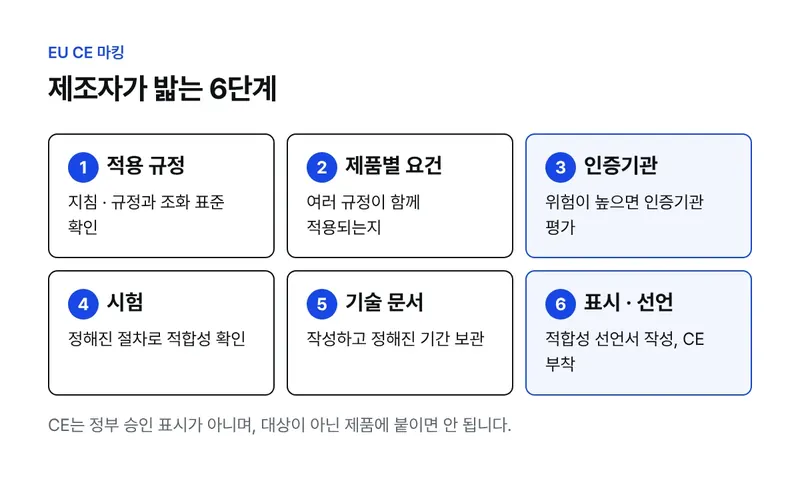 EU CE 마킹
제조자가 밟는 6단계
1 적용 규정
지침 · 규정과 조화 표준
확인
2 제품별 요건
여러 규정이 함께
적용되는지
3 인증기관
위험이 높으면 인증기관
평가
4 시험
정해진 절차로 적합성 확인
5 기술 문서
작성하고 정해진 기간 보관
6 표시 · 선언
적합성 선언서 작성, CE
부착
CE는 정부 승인 표시가 아니며, 대상이 아닌 제품에 붙이면 안 됩니다.